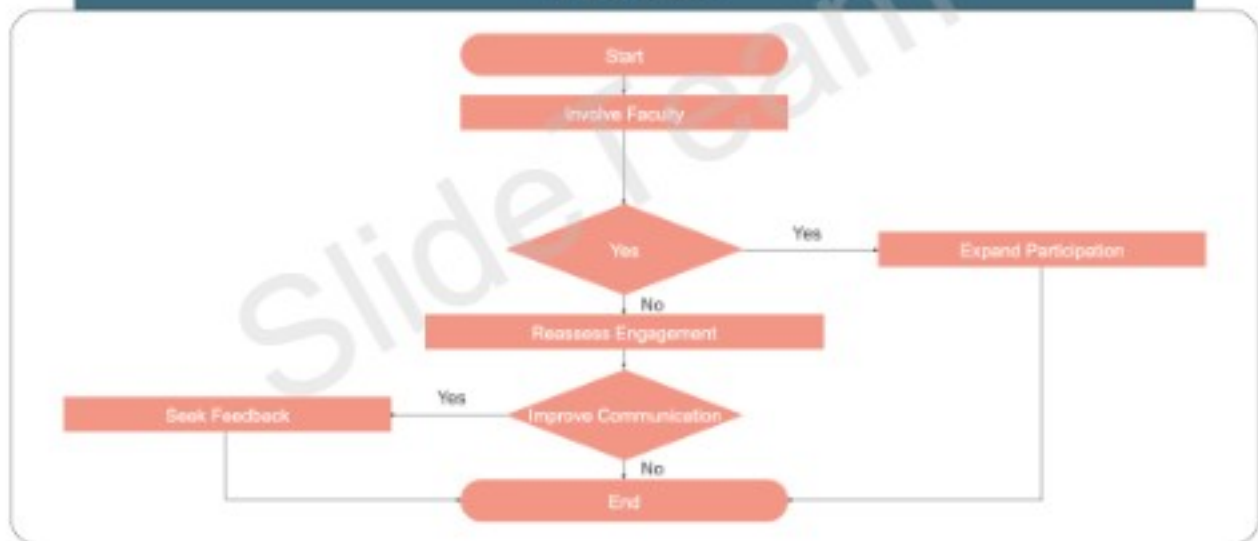 Start
Involve Faculty
Yes
Yes
Expand Participation
No
Reassess Engagement
Seek Feedback
Yes
Improve Communication
No
End
SlideTeam